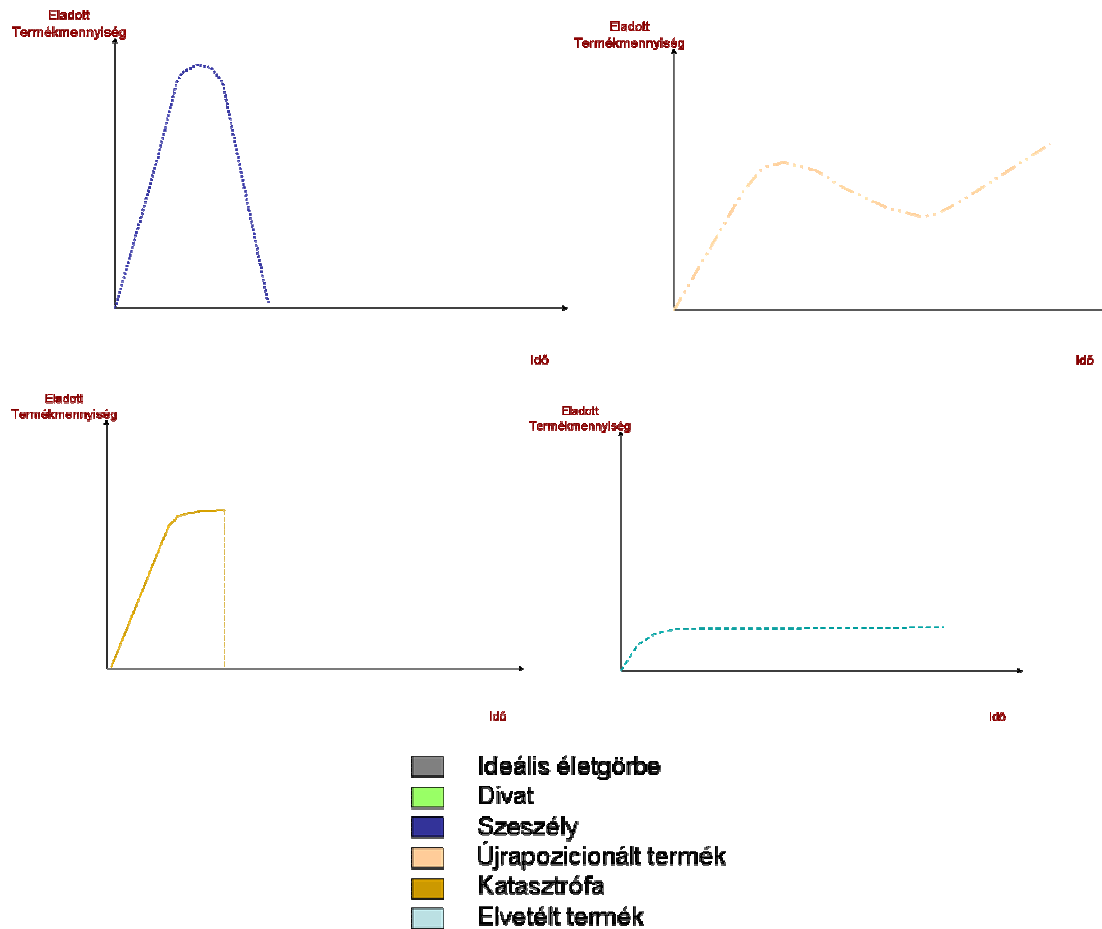 Eladott
Termékmennyiség
Idő
Eladott
Termékmennyiség
Idő
Eladott
Termékmennyiség
Idő
Eladott
Termékmennyiség
Idő
Ideális életgörbe
Divat
Szeszély
Újrapozicionált termék
Katasztrófa
Elvetélt termék